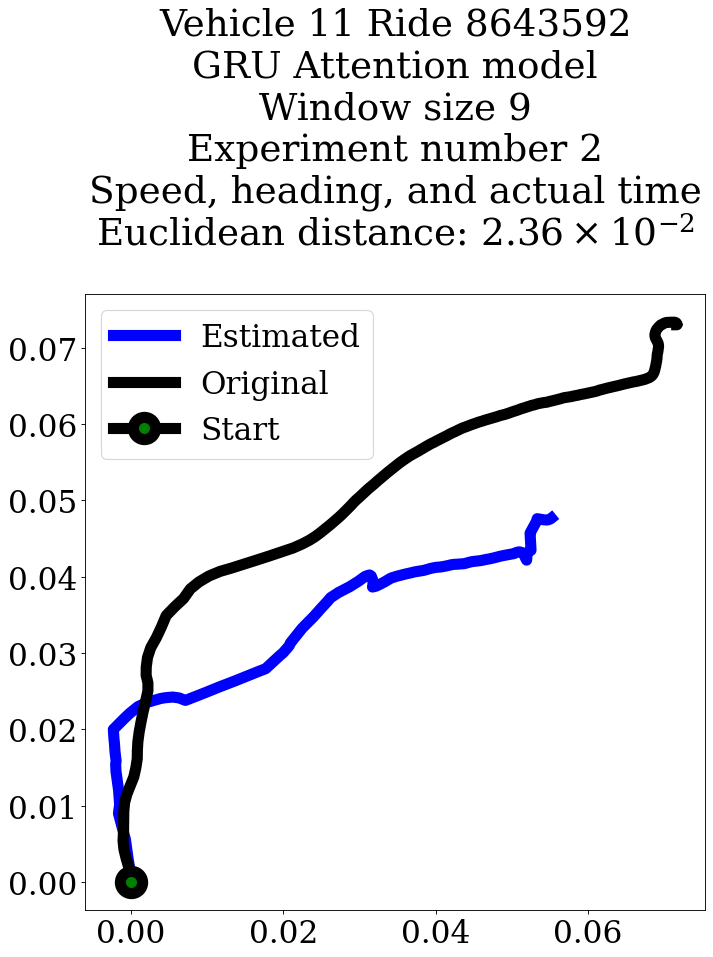 Vehicle 11 Ride 8643592
GRU Attention model
Window size 9
Experiment number 2
Speed, heading, and actual time
Euclidean distance: 2.36 × 10⁻²
Estimated
Original
Start
0.07
0.06
0.05
0.04
0.03
0.02
0.01
0.00
0.00 0.02 0.04 0.06